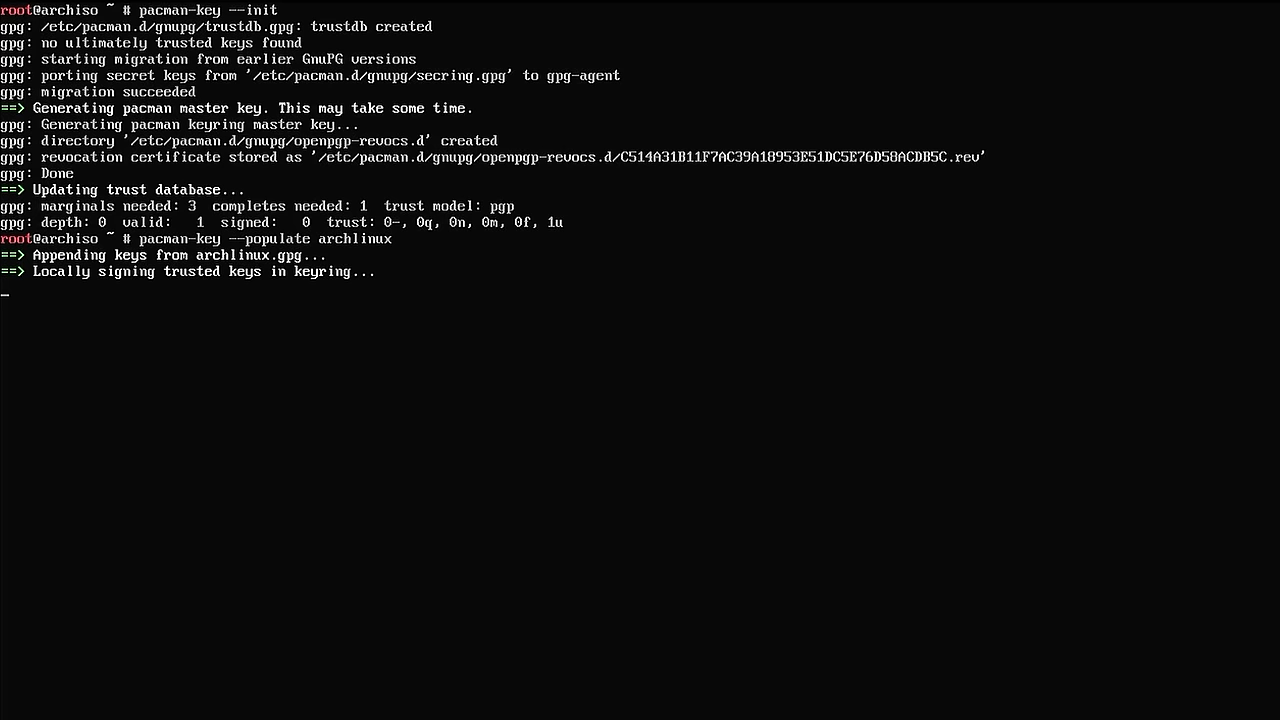 root@archiso ~ # pacman-key --init
gpg: /etc/pacman.d/gnupg/trustdb.gpg: trustdb created
gpg: no ultimately trusted keys found
gpg: starting migration from earlier GnuPG versions
gpg: porting secret keys from '/etc/pacman.d/gnupg/secring.gpg' to gpg-agent
gpg: migration succeeded
==> Generating pacman master key. This may take some time.
gpg: Generating pacman keyring master key...
gpg: directory '/etc/pacman.d/gnupg/openpgp-revocs.d' created
gpg: revocation certificate stored as '/etc/pacman.d/gnupg/openpgp-revocs.d/C514A31B11F7AC39A18953E51DC5E76D58ACDB5C.rev'
gpg: Done
==> Updating trust database...
gpg: marginals needed: 3  completes needed: 1  trust model: pgp
gpg: depth: 0  valid:   1  signed:   0  trust: 0-, 0q, 0n, 0m, 0f, 1u
root@archiso ~ # pacman-key --populate archlinux
==> Appending keys from archlinux.gpg...
==> Locally signing trusted keys in keyring...